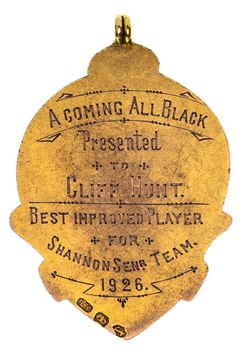 A COMING ALL BLACK
Presented
TO
CLIFF HUNT.
BEST IMPROVED PLAYER
FOR
SHANNON SENR TEAM.
1926.